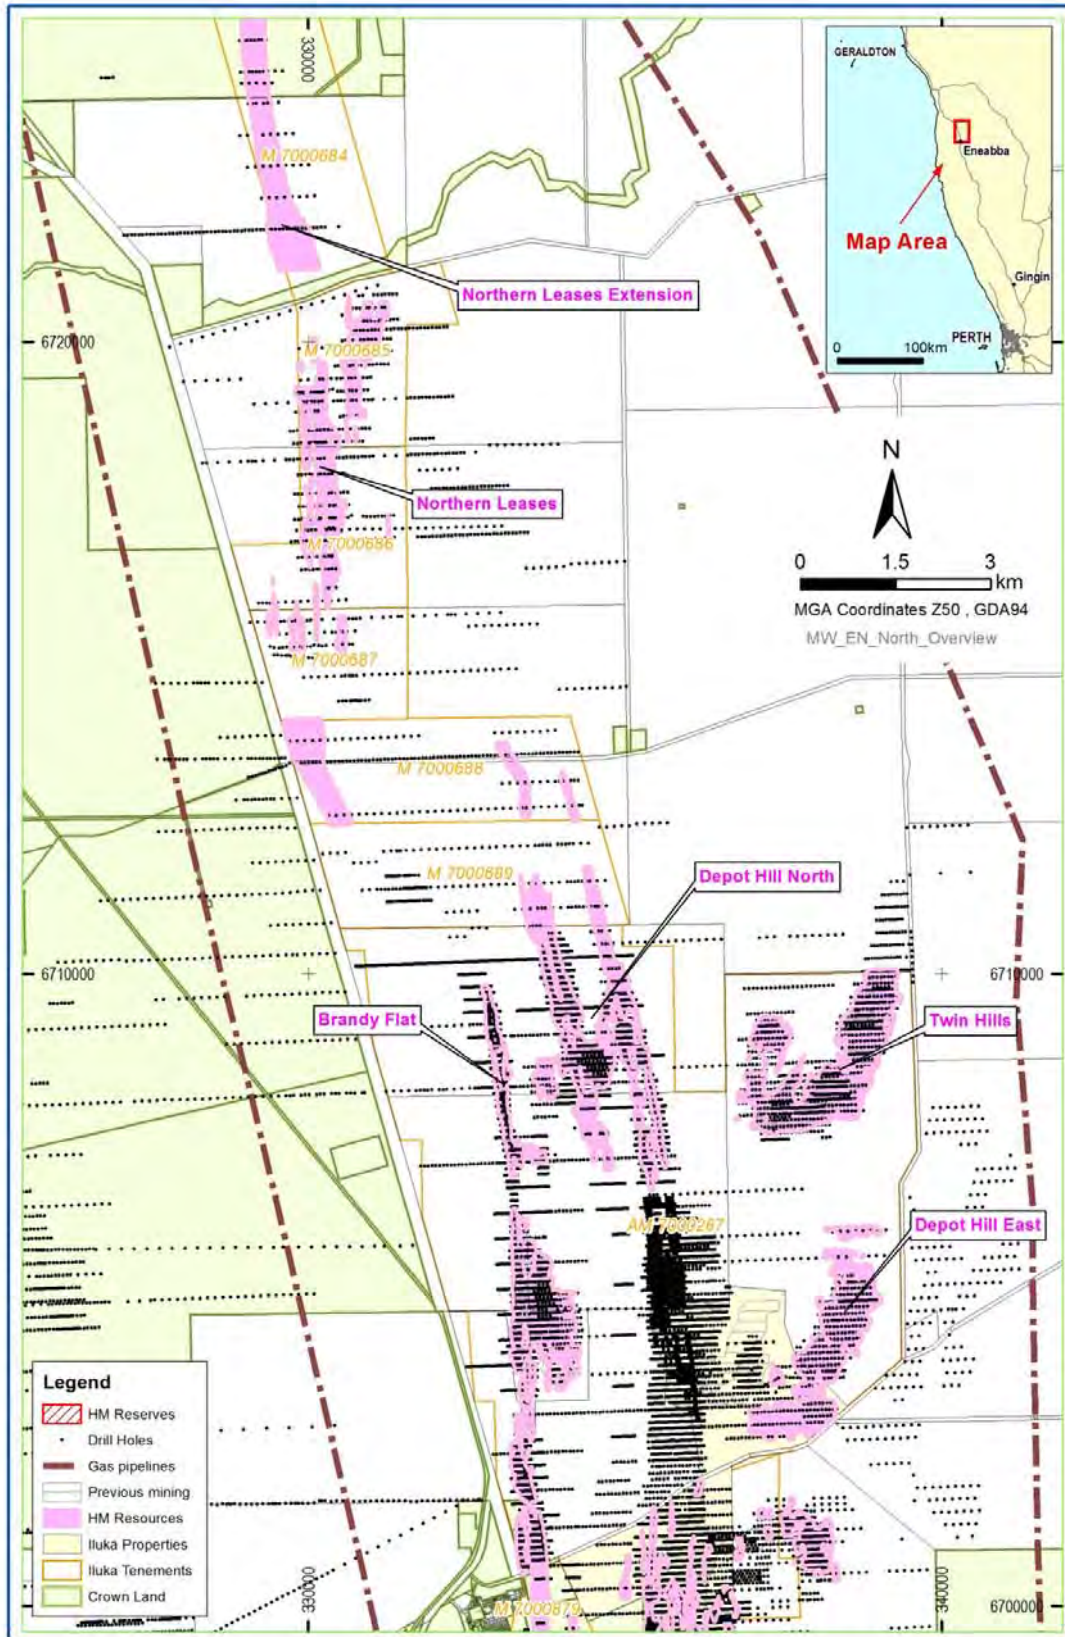 330000
GERALDTON
Eneabba
Map Area
Gingin
PERTH
0 100km
M 7000684
Northern Leases Extension
6720000
M 7000685
N
Northern Leases
M 7000686
0 1.5 3
km
MGA Coordinates Z50 , GDA94
MW_EN_North_Overview
M 7000687
M 7000688
M 7000689
Depot Hill North
6710000
6710000
Brandy Flat
Twin Hills
AM 7000267
Depot Hill East
Legend
HM Reserves
Drill Holes
Gas pipelines
Previous mining
HM Resources
Iluka Properties
Iluka Tenements
Crown Land
330000
M 7000879
340000
6700000